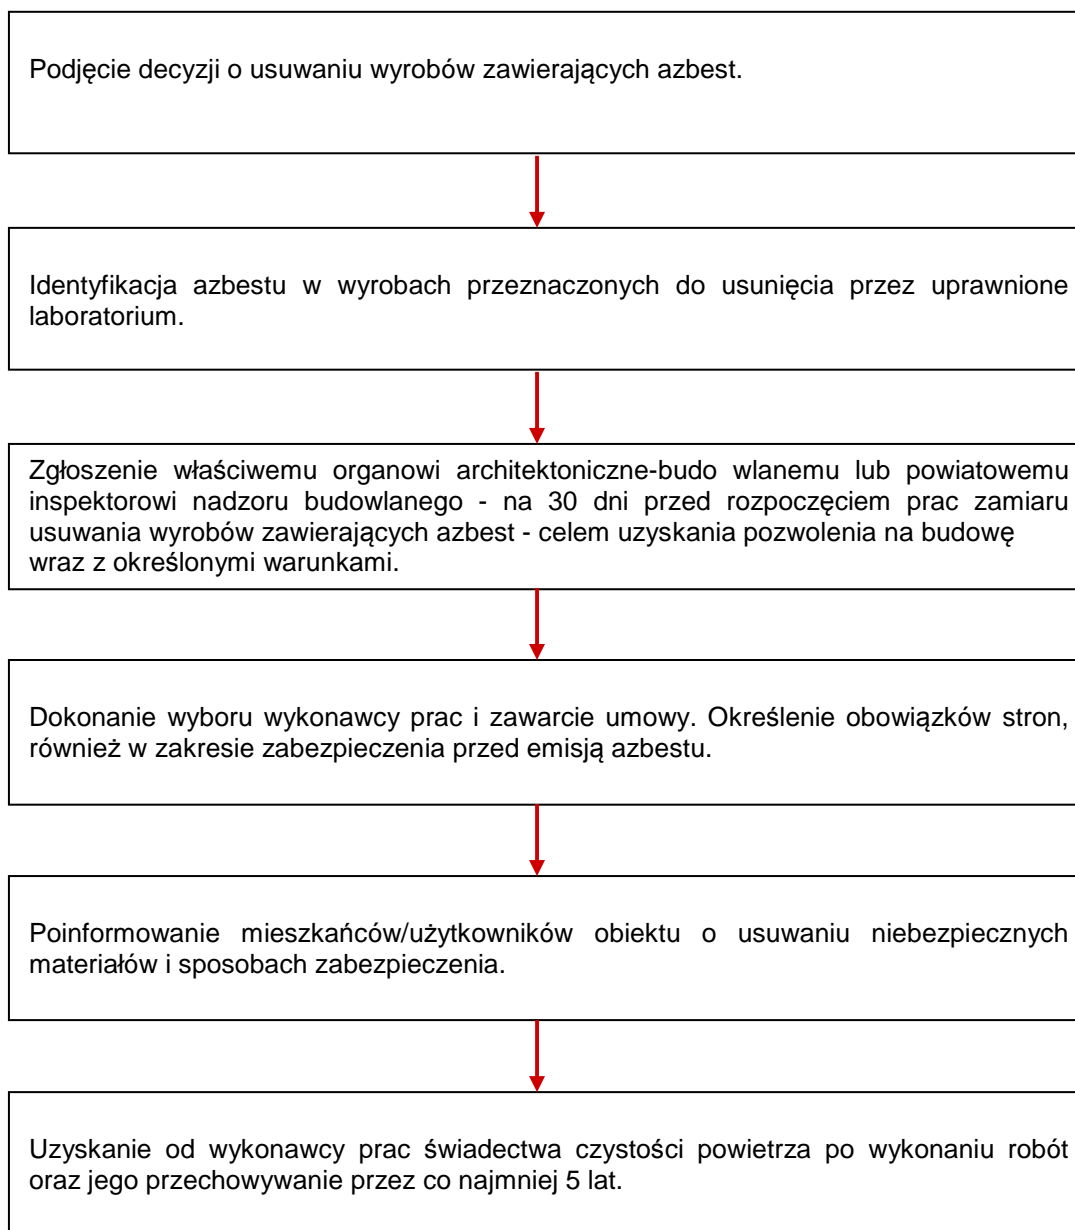 Podjęcie decyzji o usuwaniu wyrobów zawierających azbest.
Identyfikacja azbestu w wyrobach przeznaczonych do usunięcia przez uprawnione
laboratorium.
Zgłoszenie właściwemu organowi architektoniczne-budo wlanemu lub powiatowemu
inspektorowi nadzoru budowlanego - na 30 dni przed rozpoczęciem prac zamiaru
usuwania wyrobów zawierających azbest - celem uzyskania pozwolenia na budowę
wraz z określonymi warunkami.
Dokonanie wyboru wykonawcy prac i zawarcie umowy. Określenie obowiązków stron,
również w zakresie zabezpieczenia przed emisją azbestu.
Poinformowanie mieszkańców/użytkowników obiektu o usuwaniu niebezpiecznych
materiałów i sposobach zabezpieczenia.
Uzyskanie od wykonawcy prac świadectwa czystości powietrza po wykonaniu robót
oraz jego przechowywanie przez co najmniej 5 lat.